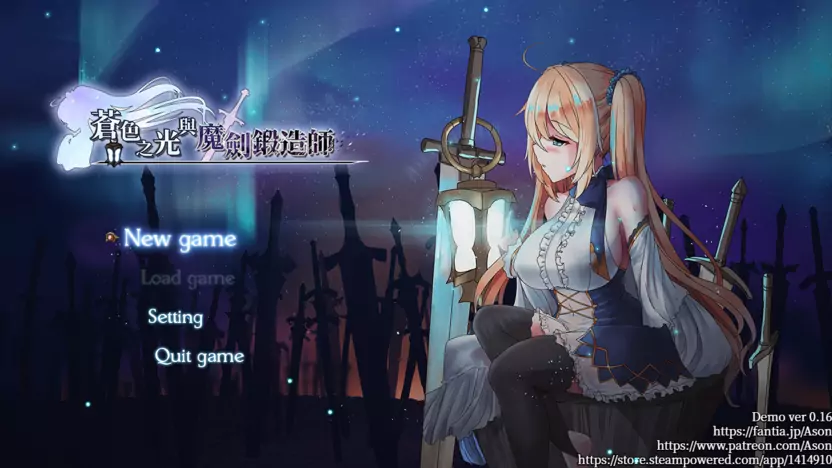 蒼色之光與魔劍鍛造師
New game
Load game
Setting
Quit game
Demo ver 0.16
https://fantia.jp/Ason
https://www.patreon.com/Ason
https://store.steampowered.com/app/1414910